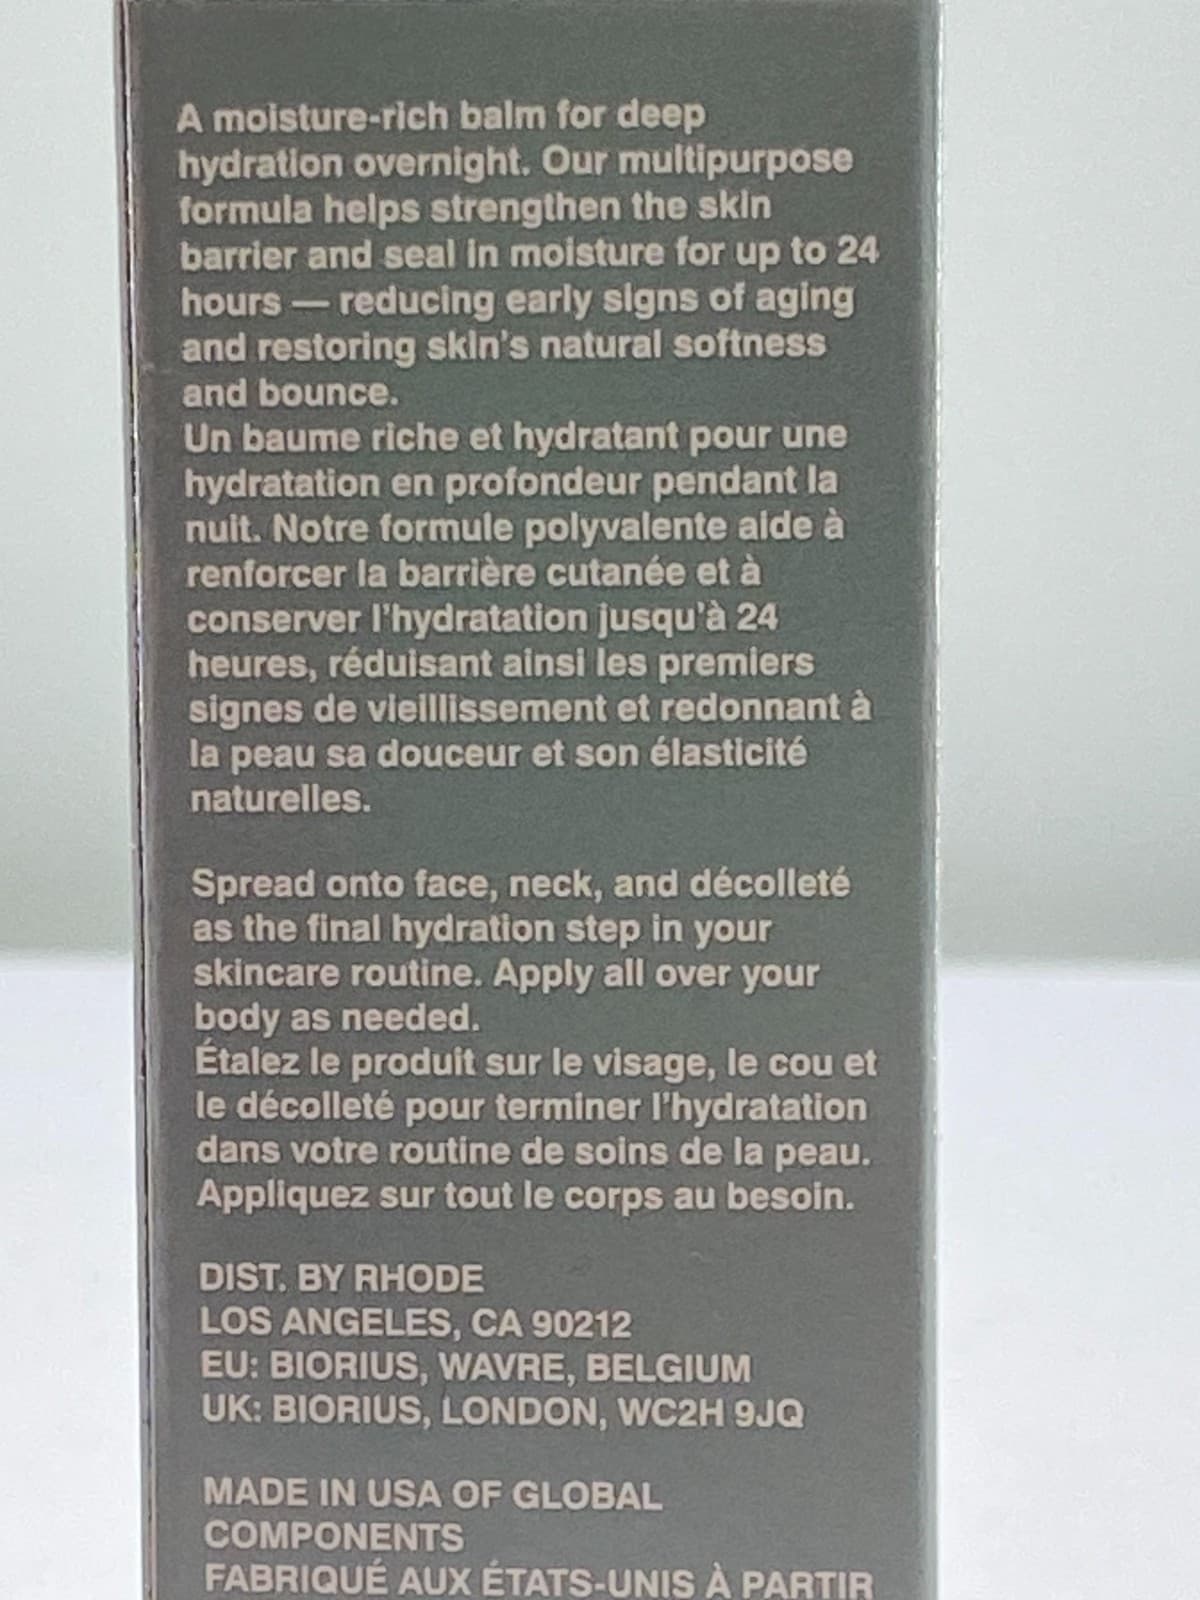 A moisture-rich balm for deep
hydration overnight. Our multipurpose
formula helps strengthen the skin
barrier and seal in moisture for up to 24
hours — reducing early signs of aging
and restoring skin's natural softness
and bounce.
Un baume riche et hydratant pour une
hydratation en profondeur pendant la
nuit. Notre formule polyvalente aide à
renforcer la barrière cutanée et à
conserver l'hydratation jusqu'à 24
heures, réduisant ainsi les premiers
signes de vieillissement et redonnant à
la peau sa douceur et son élasticité
naturelles.
Spread onto face, neck, and décolleté
as the final hydration step in your
skincare routine. Apply all over your
body as needed.
Étalez le produit sur le visage, le cou et
le décolleté pour terminer l'hydratation
dans votre routine de soins de la peau.
Appliquez sur tout le corps au besoin.
DIST. BY RHODE
LOS ANGELES, CA 90212
EU: BIORIUS, WAVRE, BELGIUM
UK: BIORIUS, LONDON, WC2H 9JQ
MADE IN USA OF GLOBAL
COMPONENTS
FABRIQUÉ AUX ÉTATS-UNIS À PARTIR